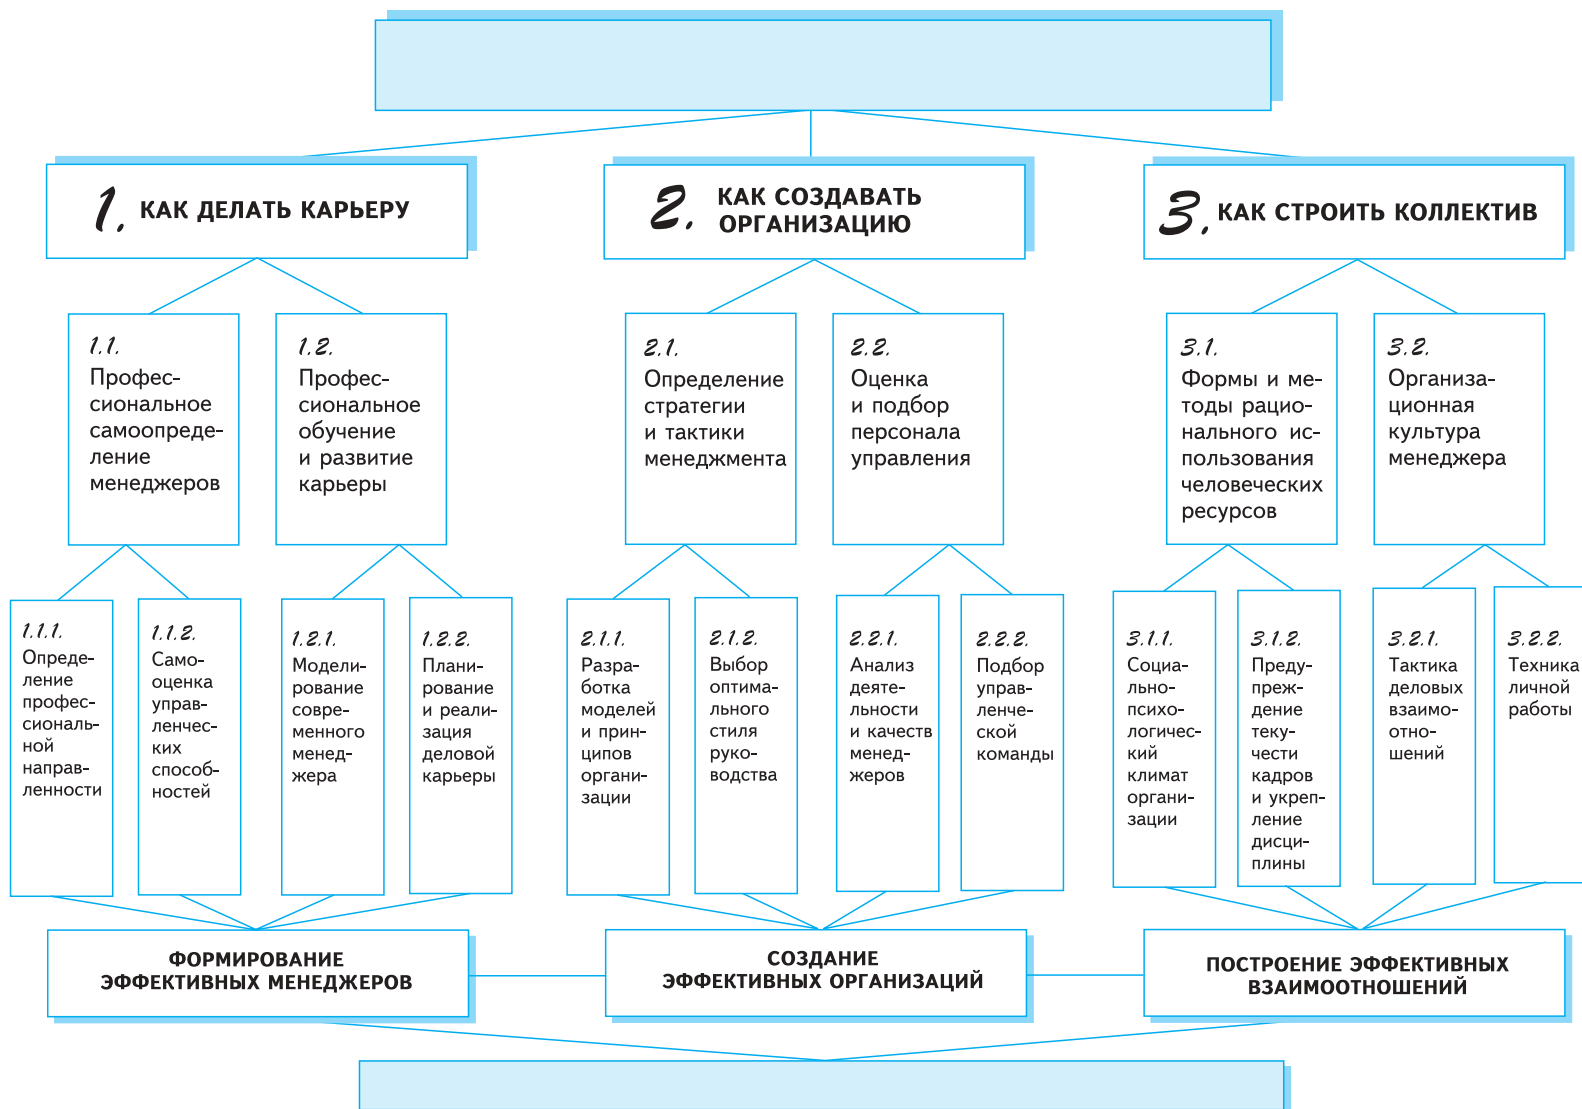 1. КАК ДЕЛАТЬ КАРЬЕРУ
2. КАК СОЗДАВАТЬ
ОРГАНИЗАЦИЮ
3. КАК СТРОИТЬ КОЛЛЕКТИВ
1.1.
Профес-
сиональное
самоопреде-
ление
менеджеров
1.2.
Профес-
сиональное
обучение
и развитие
карьеры
2.1.
Определение
стратегии
и тактики
менеджмента
2.2.
Оценка
и подбор
персонала
управления
3.1.
Формы и ме-
тоды рацио-
нального ис-
пользования
человеческих
ресурсов
3.2.
Организа-
ционная
культура
менеджера
1.1.1.
Опреде-
ление
профес-
сиональ-
ной
направ-
ленности
1.1.2.
Само-
оценка
управ-
ленчес-
ких
способ-
ностей
1.2.1.
Модели-
рование
совре-
менного
менед-
жера
1.2.2.
Плани-
рование
и реали-
зация
деловой
карьеры
2.1.1.
Разра-
ботка
моделей
и прин-
ципов
органи-
зации
2.1.2.
Выбор
оптима-
льного
стиля
руко-
водства
2.2.1.
Анализ
деяте-
льности
и качеств
менед-
жеров
2.2.2.
Подбор
управ-
ленче-
ской
команды
3.1.1.
Социа-
льно-
психо-
логичес-
кий
климат
органи-
зации
3.1.2.
Преду-
преж-
дение
теку-
чести
кадров
и укреп-
ление
дисци-
плины
3.2.1.
Тактика
деловых
взаимо-
отно-
шений
3.2.2.
Техника
личной
работы
ФОРМИРОВАНИЕ
ЭФФЕКТИВНЫХ МЕНЕДЖЕРОВ
СОЗДАНИЕ
ЭФФЕКТИВНЫХ ОРГАНИЗАЦИЙ
ПОСТРОЕНИЕ ЭФФЕКТИВНЫХ
ВЗАИМООТНОШЕНИЙ